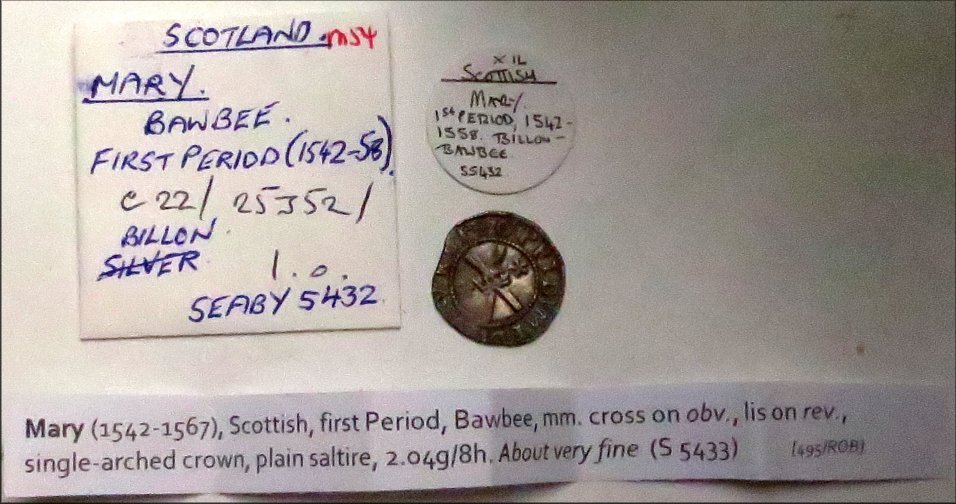 SCOTLAND. M54
MARY.
BAWBEE.
FIRST PERIOD (1542-58).
C 22/ 25352/
BILLON.
SILVER 1.0.
SEABY 5432
X1L
SCOTTISH
MARY.
1st PERIOD, 1542-
1558. BILLON-
BAWBEE
S5432
Mary (1542-1567), Scottish, first Period, Bawbee, mm. cross on obv., lis on rev.,
single-arched crown, plain saltire, 2.04g/8h. About very fine (S 5433) [495/ROB]